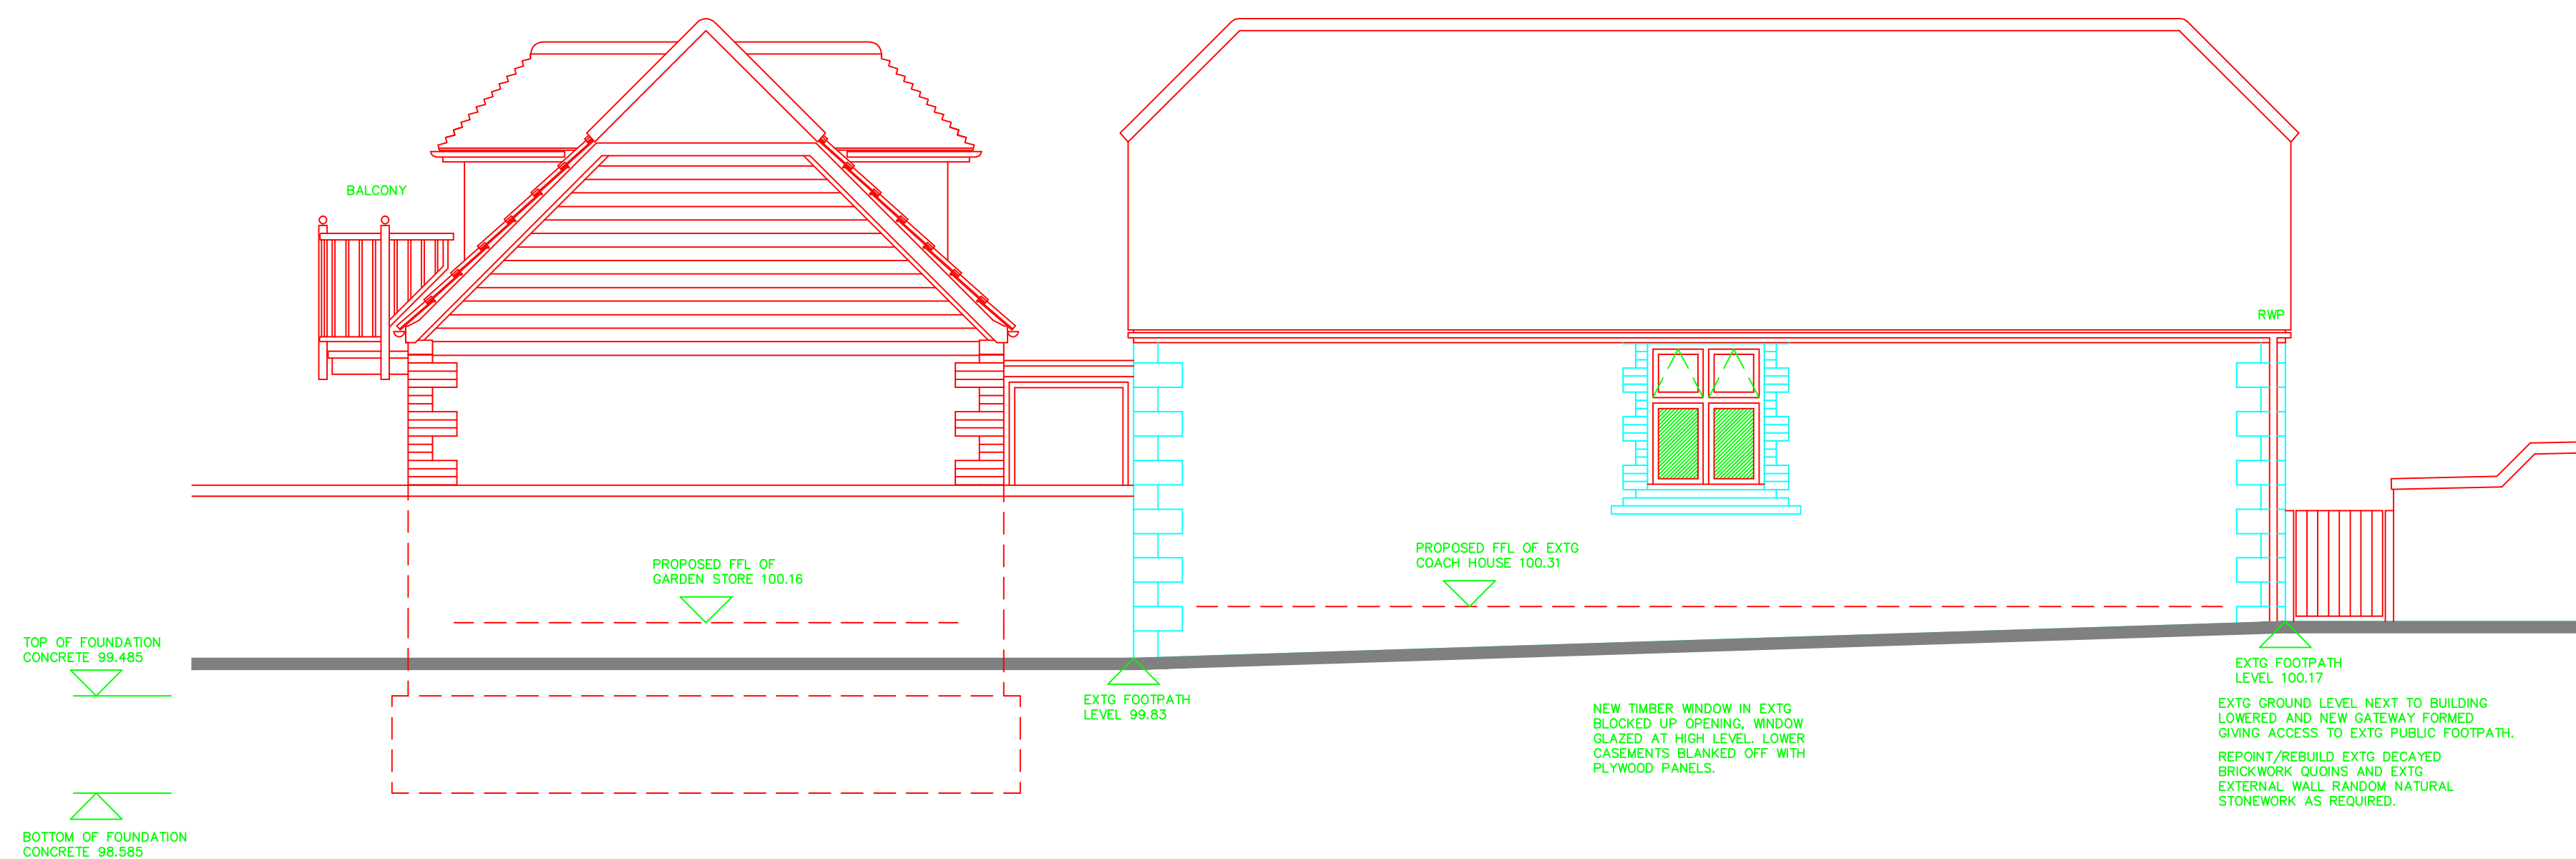 BALCONY
RWP
PROPOSED FFL OF
GARDEN STORE 100.16
PROPOSED FFL OF EXTG
COACH HOUSE 100.31
TOP OF FOUNDATION
CONCRETE 99.485
EXTG FOOTPATH
LEVEL 99.83
EXTG FOOTPATH
LEVEL 100.17
NEW TIMBER WINDOW IN EXTG
BLOCKED UP OPENING, WINDOW
GLAZED AT HIGH LEVEL. LOWER
CASEMENTS BLANKED OFF WITH
PLYWOOD PANELS.
EXTG GROUND LEVEL NEXT TO BUILDING
LOWERED AND NEW GATEWAY FORMED
GIVING ACCESS TO EXTG PUBLIC FOOTPATH.
REPOINT/REBUILD EXTG DECAYED
BRICKWORK QUOINS AND EXTG
EXTERNAL WALL RANDOM NATURAL
STONEWORK AS REQUIRED.
BOTTOM OF FOUNDATION
CONCRETE 98.585